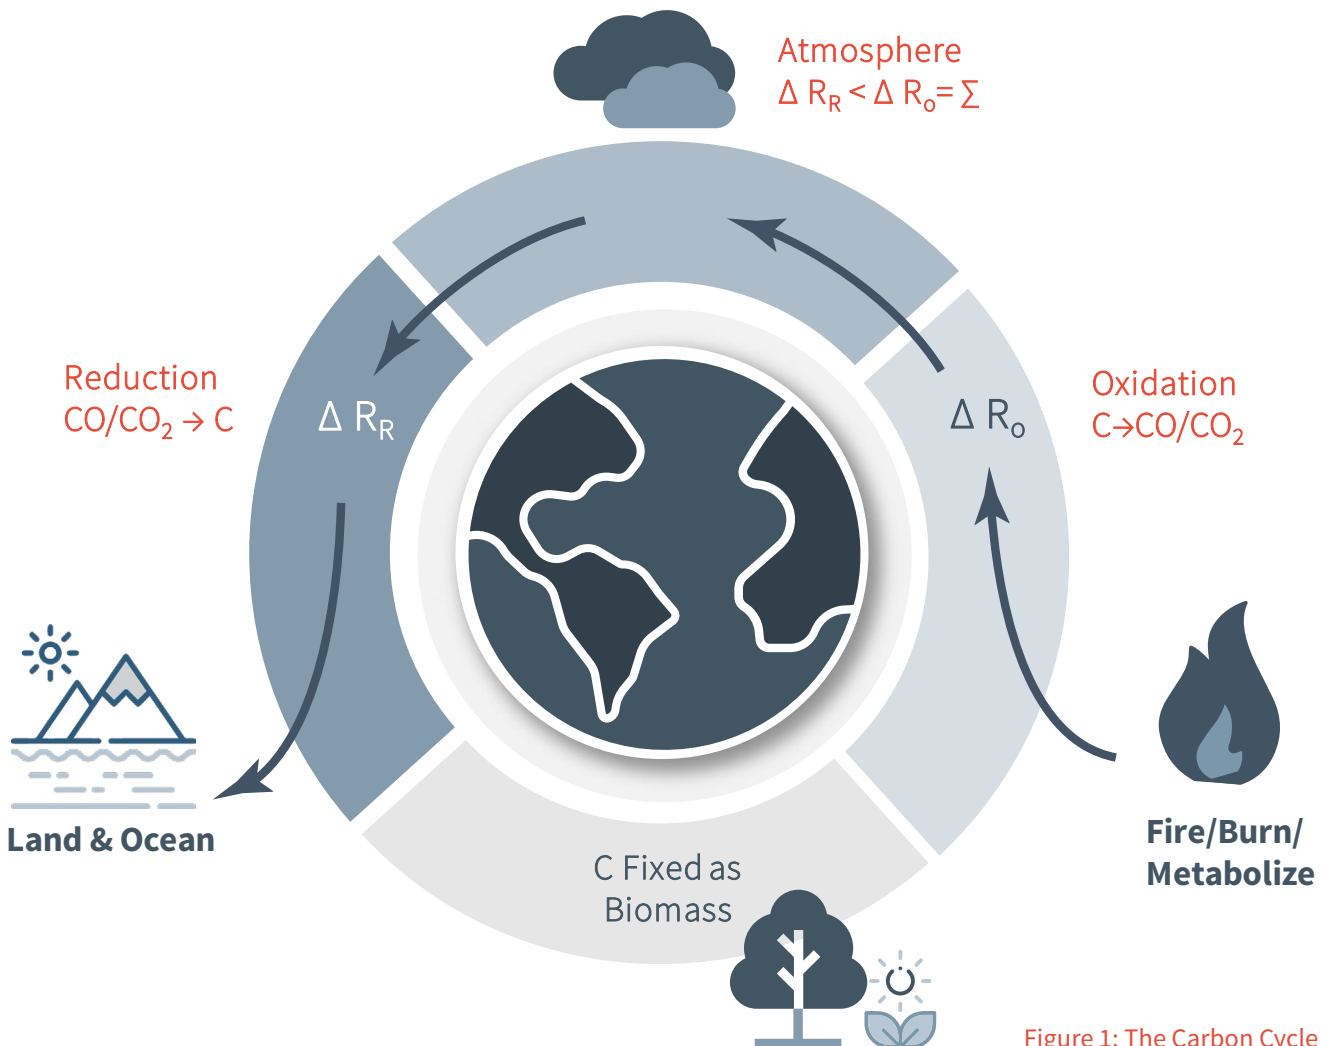 Atmosphere
Δ R_R < Δ R_o= ∑
Reduction
CO/CO₂ → C
Δ R_R
Δ R_o
Oxidation
C→CO/CO₂
Land & Ocean
Fire/Burn/
Metabolize
C Fixed as
Biomass
Figure 1: The Carbon Cycle